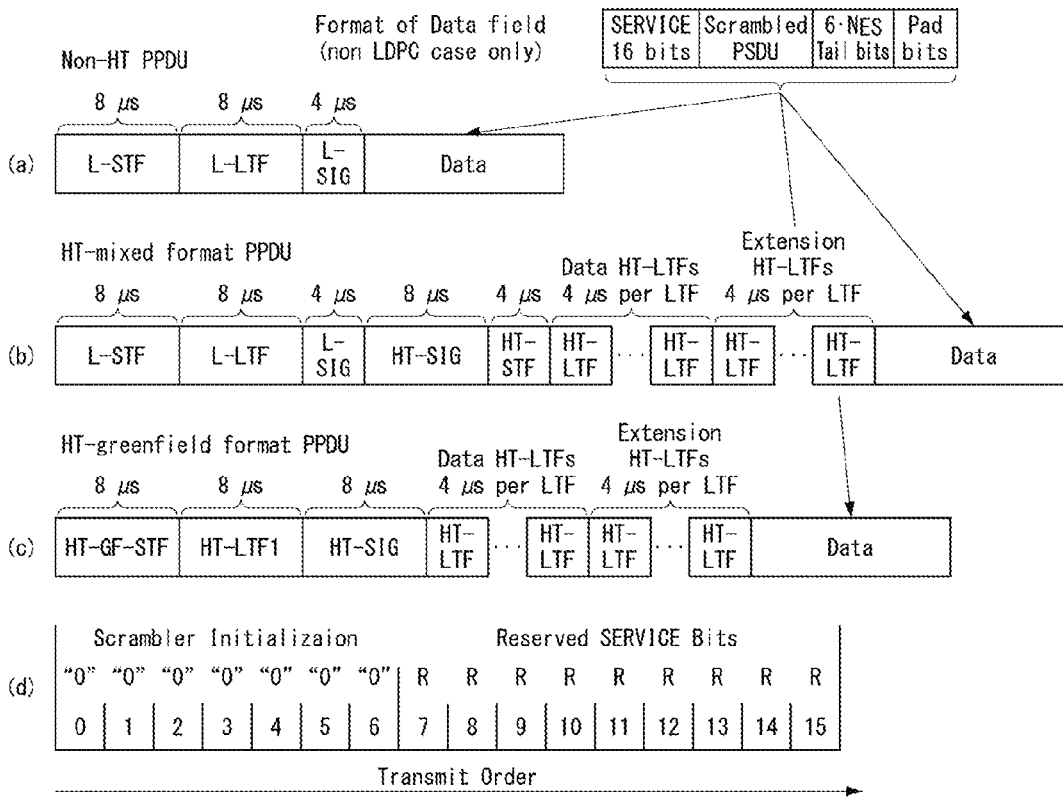 Format of Data field
(non LDPC case only)
SERVICE 16 bits
Scrambled PSDU
6·NES Tail bits
Pad bits
Non-HT PPDU
8 μs 8 μs 4 μs
(a) L-STF L-LTF L-SIG Data
HT-mixed format PPDU
Data HT-LTFs
4 μs per LTF
Extension
HT-LTFs
4 μs per LTF
8 μs 8 μs 4 μs 8 μs 4 μs
(b) L-STF L-LTF L-SIG HT-SIG HT-STF HT-LTF ... HT-LTF HT-LTF ... HT-LTF Data
HT-greenfield format PPDU
Data HT-LTFs
4 μs per LTF
Extension
HT-LTFs
4 μs per LTF
8 μs 8 μs 8 μs
(c) HT-GF-STF HT-LTF1 HT-SIG HT-LTF ... HT-LTF HT-LTF ... HT-LTF Data
Scrambler Initializaion Reserved SERVICE Bits
(d) "0" "0" "0" "0" "0" "0" "0" R R R R R R R R R
0 1 2 3 4 5 6 7 8 9 10 11 12 13 14 15
Transmit Order